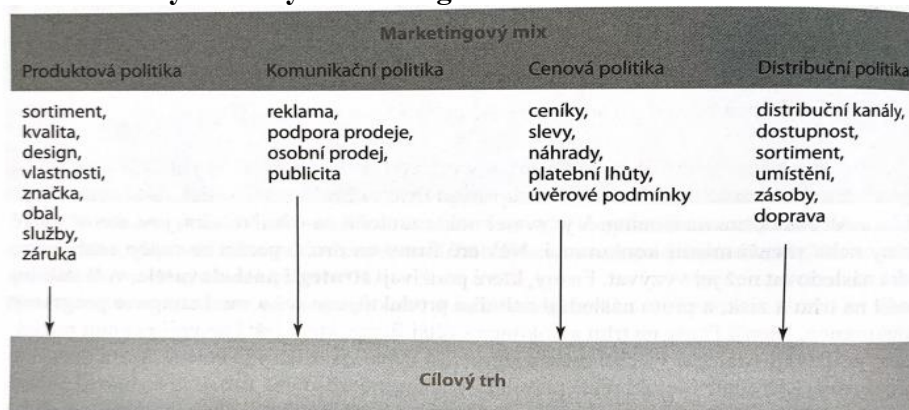 Marketingový mix
Produktová politika
Komunikační politika
Cenová politika
Distribuční politika
sortiment,
kvalita,
design,
vlastnosti,
značka,
obal,
služby,
záruka
reklama,
podpora prodeje,
osobní prodej,
publicita
ceníky,
slevy,
náhrady,
platební lhůty,
úvěrové podmínky
distribuční kanály,
dostupnost,
sortiment,
umístění,
zásoby,
doprava
Cílový trh